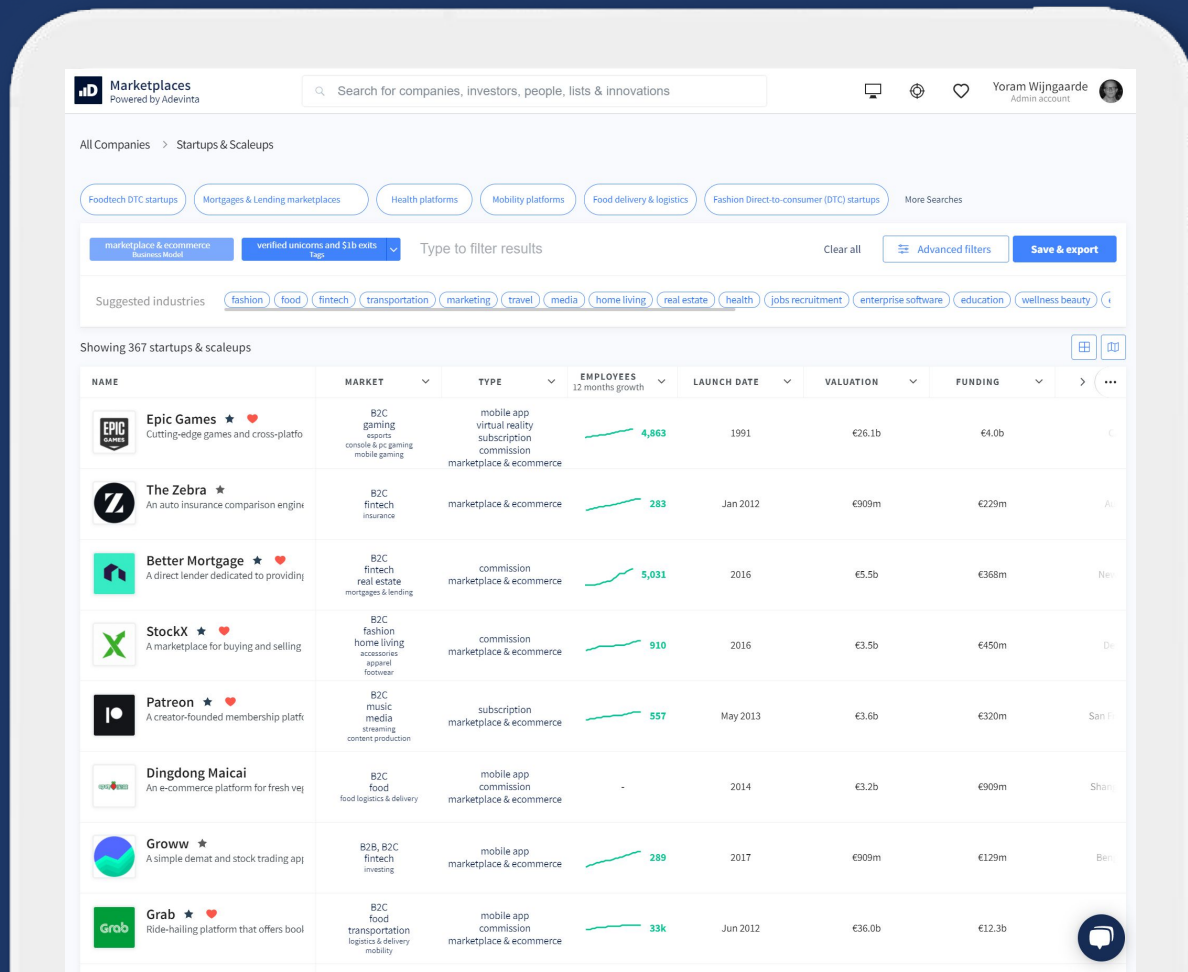 Marketplaces
Powered by Adevinta
Search for companies, investors, people, lists & innovations
Yoram Wijngaarde
Admin account
All Companies > Startups & Scaleups
Foodtech DTC startups
Mortgages & Lending marketplaces
Health platforms
Mobility platforms
Food delivery & logistics
Fashion Direct-to-consumer (DTC) startups
More Searches
marketplace & ecommerce
Business Model
verified unicorns and $1b exits
Tags
Type to filter results
Clear all
Advanced filters
Save & export
Suggested industries
fashion
food
fintech
transportation
marketing
travel
media
home living
real estate
health
jobs recruitment
enterprise software
education
wellness beauty
Showing 367 startups & scaleups
NAME
MARKET
TYPE
EMPLOYEES
12 months growth
LAUNCH DATE
VALUATION
FUNDING
EPIC
GAMES
Epic Games
Cutting-edge games and cross-platfo
B2C
gaming
esports
console & pc gaming
mobile gaming
mobile app
virtual reality
subscription
commission
marketplace & ecommerce
4,863
1991
€26.1b
€4.0b
The Zebra
An auto insurance comparison engine
B2C
fintech
insurance
marketplace & ecommerce
283
Jan 2012
€909m
€229m
Better Mortgage
A direct lender dedicated to providing
B2C
fintech
real estate
mortgages & lending
commission
marketplace & ecommerce
5,031
2016
€5.5b
€368m
StockX
A marketplace for buying and selling
B2C
fashion
home living
accessories
apparel
footwear
commission
marketplace & ecommerce
910
2016
€3.5b
€450m
Patreon
A creator-founded membership platfo
B2C
music
media
streaming
content production
subscription
marketplace & ecommerce
557
May 2013
€3.6b
€320m
San F
Dingdong Maicai
An e-commerce platform for fresh veg
B2C
food
food logistics & delivery
mobile app
commission
marketplace & ecommerce
-
2014
€3.2b
€909m
Shan
Groww
A simple demat and stock trading app
B2B, B2C
fintech
investing
mobile app
marketplace & ecommerce
289
2017
€909m
€129m
Ben
Grab
Grab
Ride-hailing platform that offers book
B2C
food
transportation
logistics & delivery
mobility
mobile app
commission
marketplace & ecommerce
33k
Jun 2012
€36.0b
€12.3b